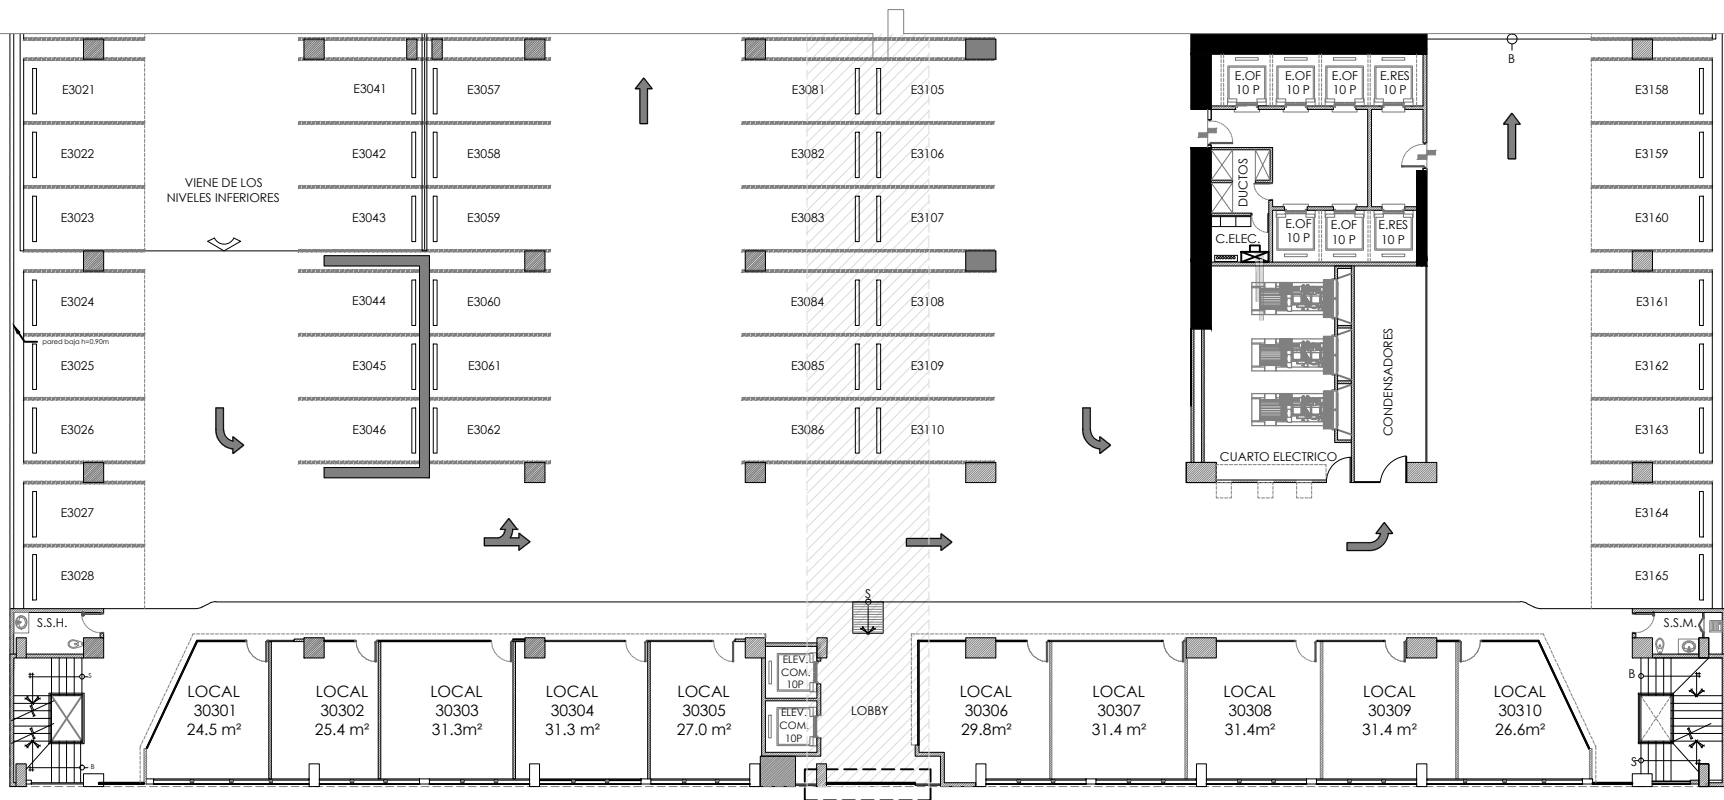 B
E.OF
10 P
E.OF
10 P
E.OF
10 P
E.RES
10 P
E3021
E3041
E3057
E3081
E3105
E3158
E3022
E3042
E3058
E3082
E3106
E3159
VIENE DE LOS
NIVELES INFERIORES
DUCTOS
E3023
E3043
E3059
E3083
E3107
E3160
C.ELEC.
E.OF
10 P
E.OF
10 P
E.RES
10 P
E3024
E3044
E3060
E3084
E3108
E3161
pared baja h=0.90m
E3025
E3045
E3061
E3085
E3109
E3162
CONDENSADORES
E3026
E3046
E3062
E3086
E3110
E3163
CUARTO ELECTRICO
E3027
E3164
E3028
E3165
S
S.S.H.
S.S.M.
S
B
LOCAL
30301
24.5 m²
LOCAL
30302
25.4 m²
LOCAL
30303
31.3m²
LOCAL
30304
31.3 m²
LOCAL
30305
27.0 m²
ELEV.
COM.
10P
ELEV.
COM.
10P
LOBBY
LOCAL
30306
29.8m²
LOCAL
30307
31.4 m²
LOCAL
30308
31.4m²
LOCAL
30309
31.4 m²
LOCAL
30310
26.6m²
B
S